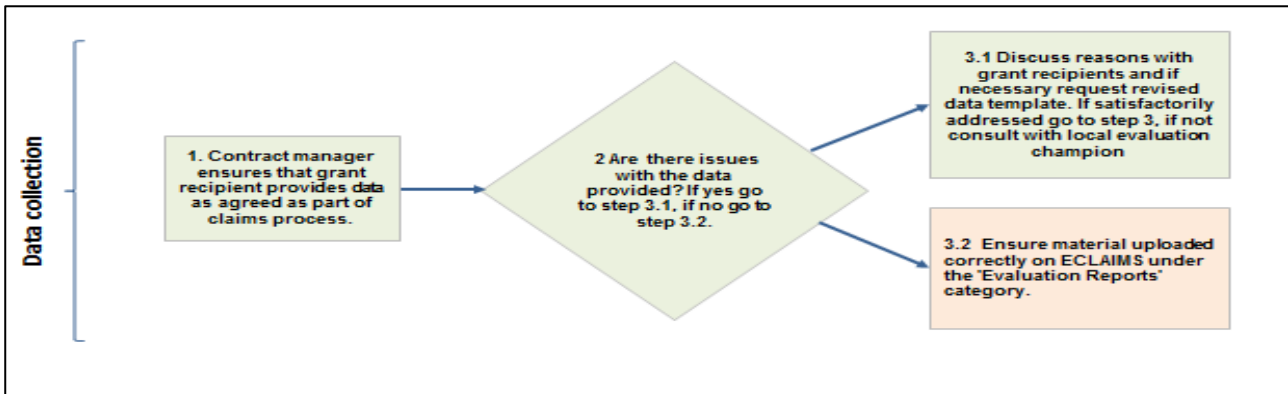 Data collection
1. Contract manager
ensures that grant
recipient provides data
as agreed as part of
claims process.
2 Are there issues
with the data
provided? If yes go
to step 3.1, if no go to
step 3.2.
3.1 Discuss reasons with
grant recipients and if
necessary request revised
data template. If satisfactorily
addressed go to step 3, if not
consult with local evaluation
champion
3.2 Ensure material uploaded
correctly on ECLAIMS under
the 'Evaluation Reports'
category.